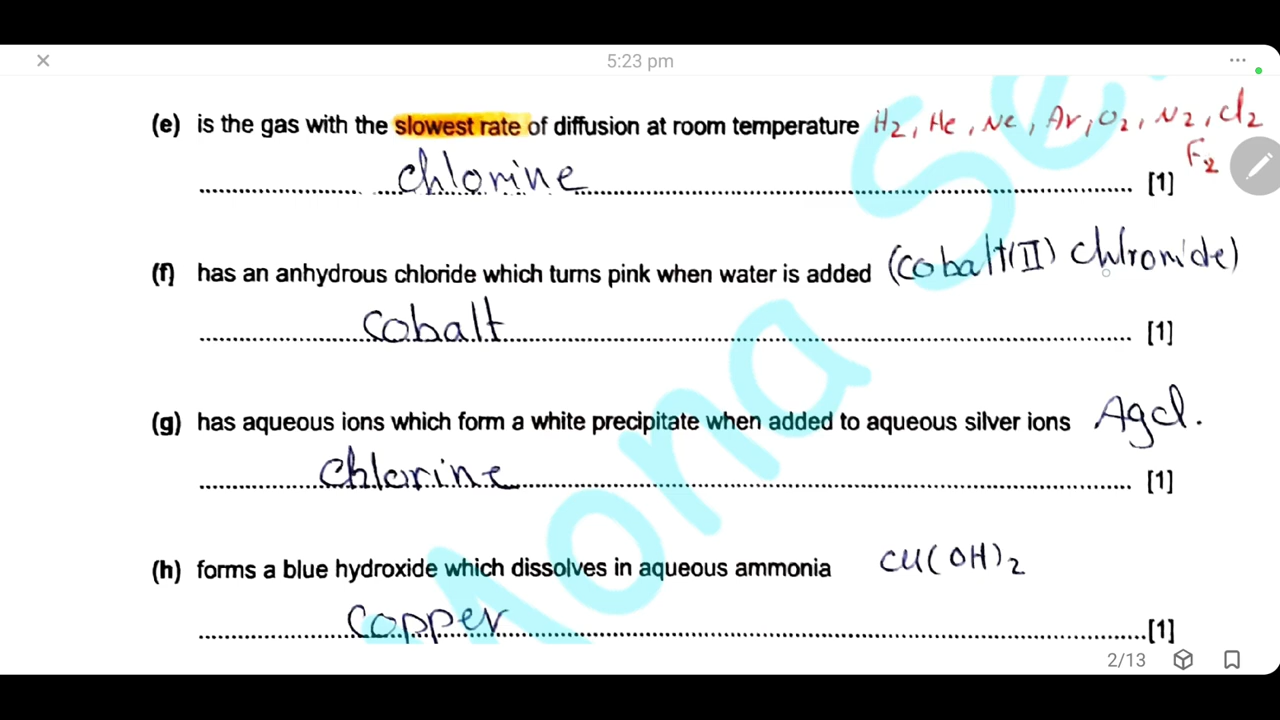 5:23 pm
(e) is the gas with the slowest rate of diffusion at room temperature H2, He, Ne, Ar, O2, N2, Cl2
F2
chlorine [1]
(f) has an anhydrous chloride which turns pink when water is added (cobalt(II) chlromide)
cobalt [1]
(g) has aqueous ions which form a white precipitate when added to aqueous silver ions Agcl.
chlorine [1]
(h) forms a blue hydroxide which dissolves in aqueous ammonia cu(OH)2
copper [1]
Mona Se
2/13